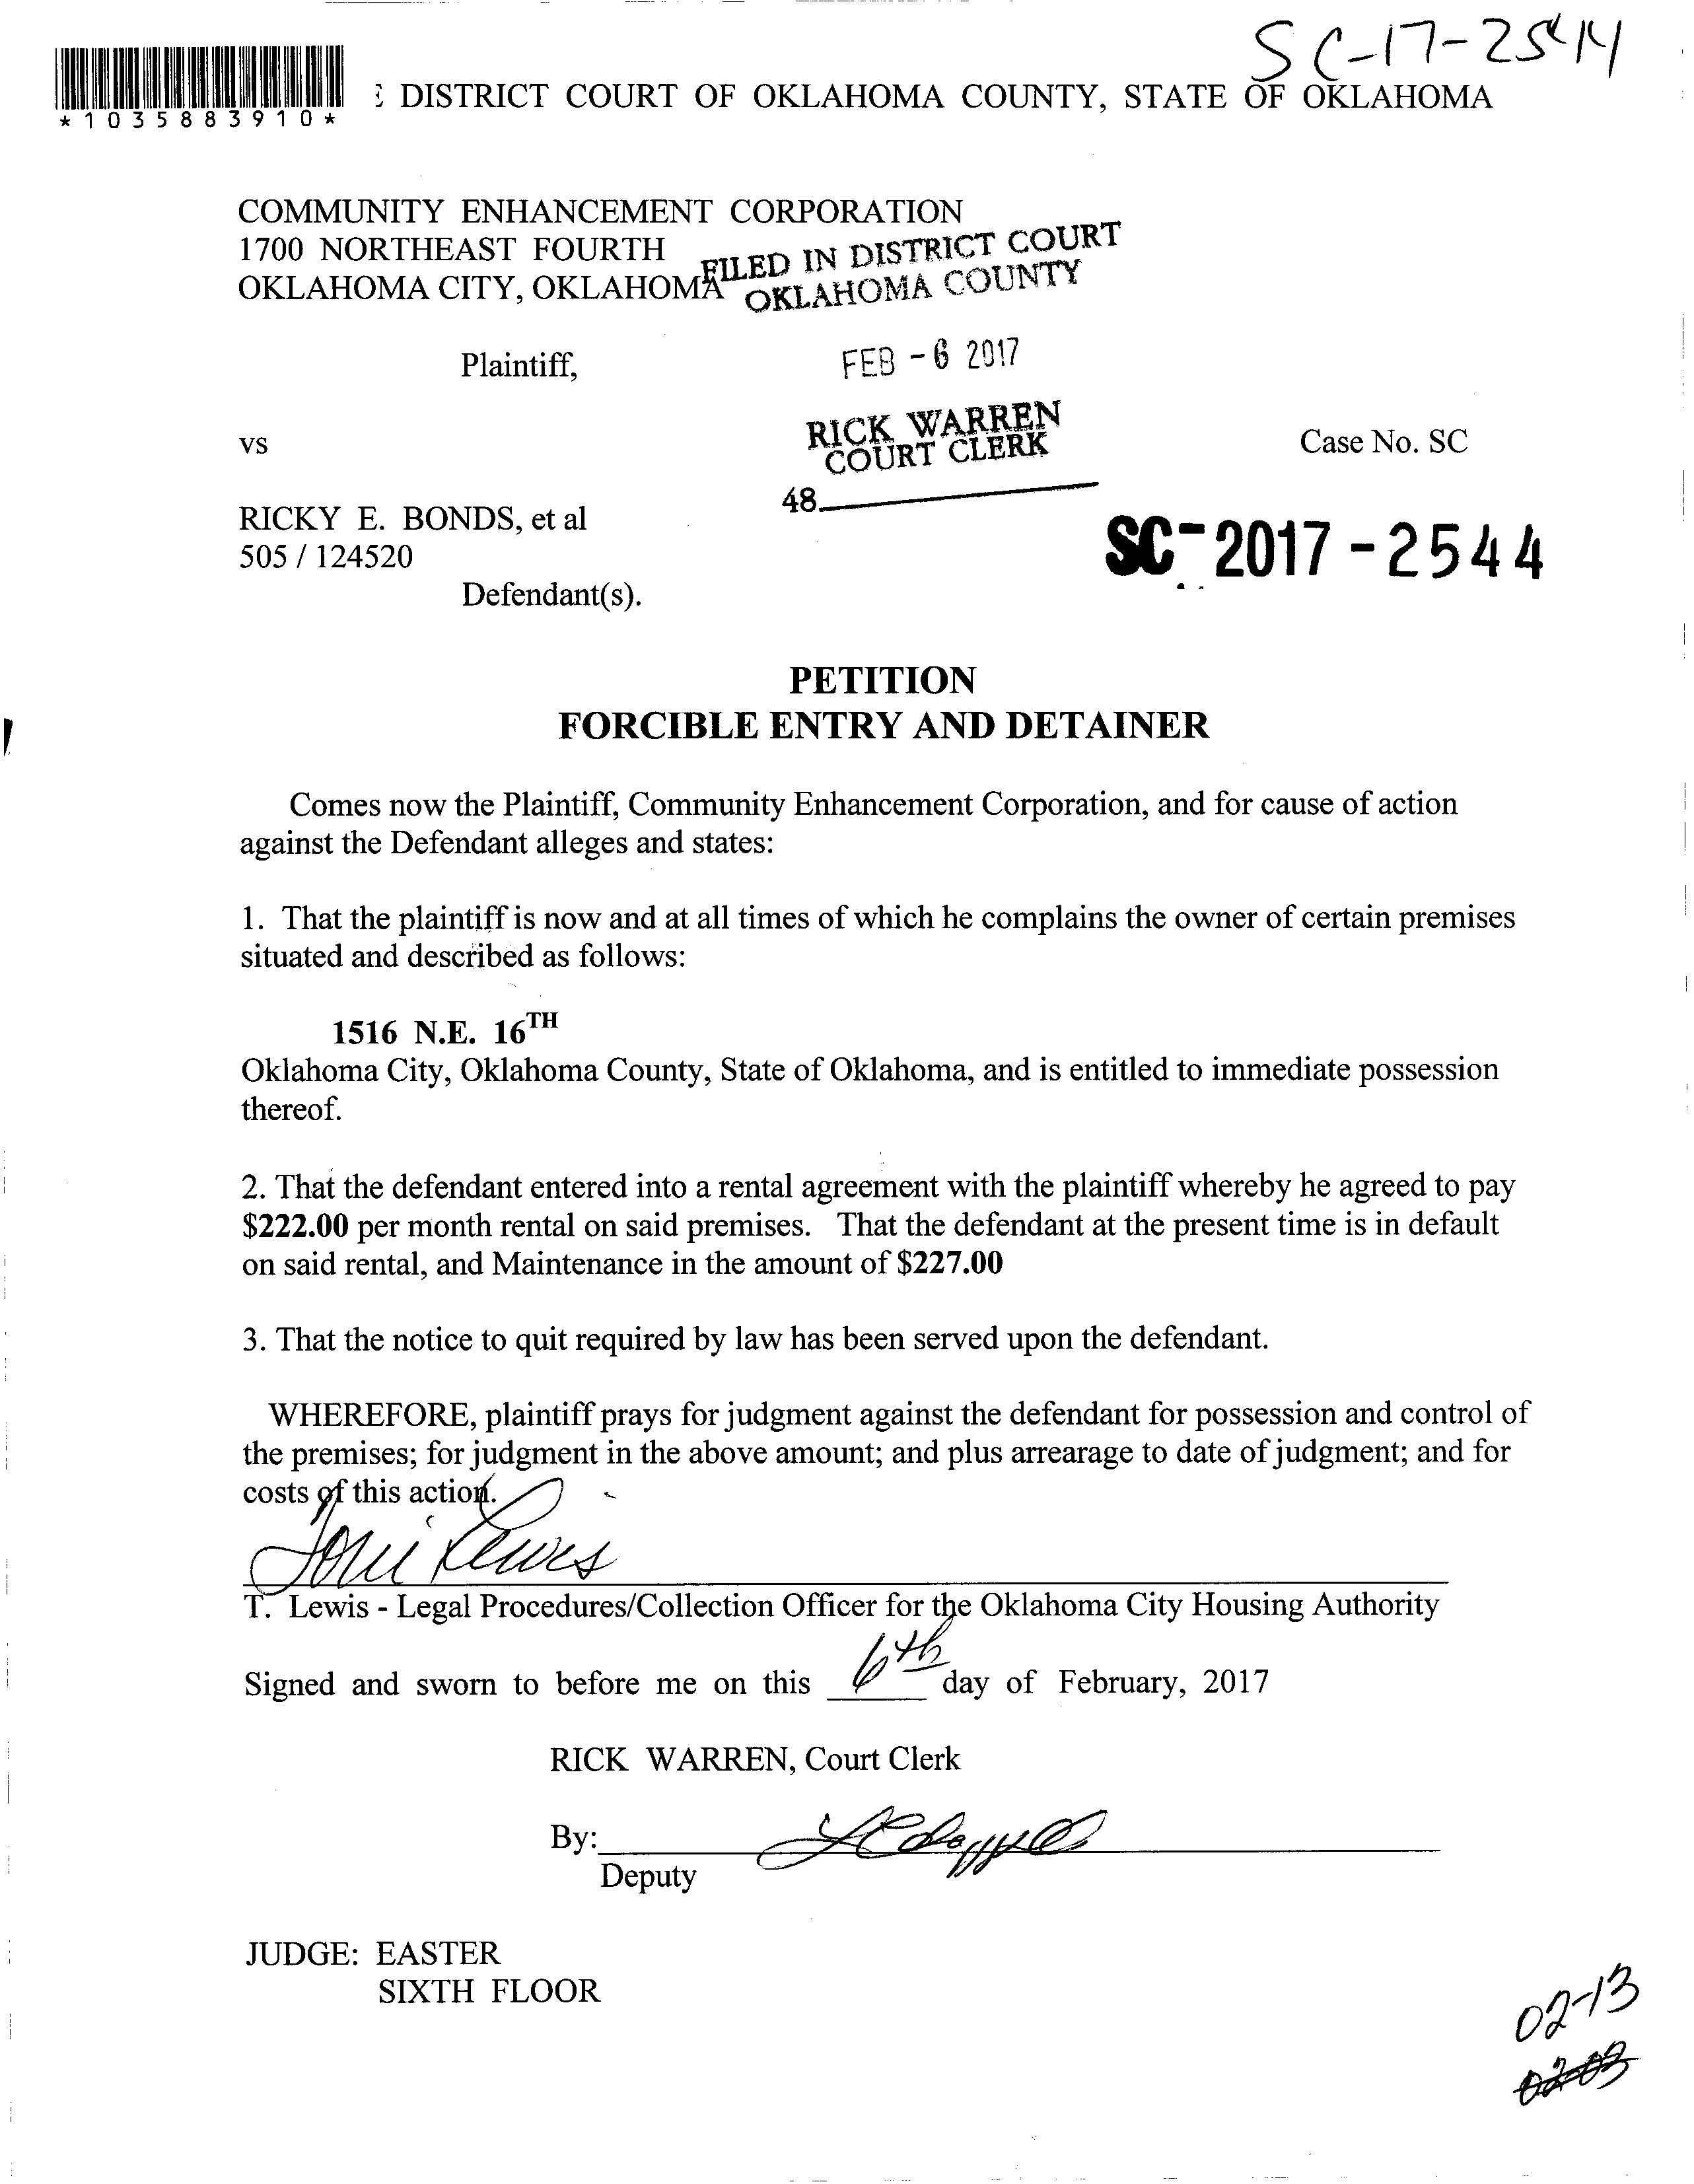 SC-17-2544
*1035883910*
DISTRICT COURT OF OKLAHOMA COUNTY, STATE OF OKLAHOMA
COMMUNITY ENHANCEMENT CORPORATION
1700 NORTHEAST FOURTH
OKLAHOMA CITY, OKLAHOMA
FILED IN DISTRICT COURT
OKLAHOMA COUNTY
Plaintiff,
FEB - 6 2017
vs
RICK WARREN
COURT CLERK
Case No. SC
48
RICKY E. BONDS, et al
505 / 124520
SC-2017-2544
Defendant(s).
PETITION
FORCIBLE ENTRY AND DETAINER
Comes now the Plaintiff, Community Enhancement Corporation, and for cause of action
against the Defendant alleges and states:
1. That the plaintiff is now and at all times of which he complains the owner of certain premises
situated and described as follows:
1516 N.E. 16TH
Oklahoma City, Oklahoma County, State of Oklahoma, and is entitled to immediate possession
thereof.
2. That the defendant entered into a rental agreement with the plaintiff whereby he agreed to pay
$222.00 per month rental on said premises. That the defendant at the present time is in default
on said rental, and Maintenance in the amount of $227.00
3. That the notice to quit required by law has been served upon the defendant.
WHEREFORE, plaintiff prays for judgment against the defendant for possession and control of
the premises; for judgment in the above amount; and plus arrearage to date of judgment; and for
costs of this action.
Toni Lewis
T. Lewis - Legal Procedures/Collection Officer for the Oklahoma City Housing Authority
Signed and sworn to before me on this 6th day of February, 2017
RICK WARREN, Court Clerk
By:
Deputy
JUDGE: EASTER
SIXTH FLOOR
02-13
02-03